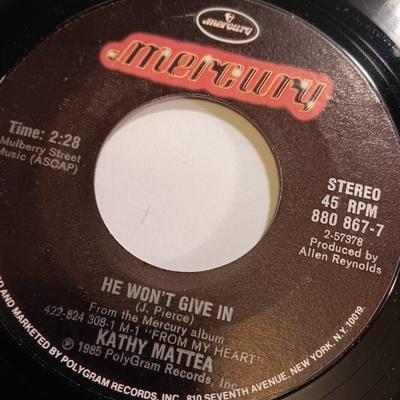 mercury
mercury
Time: 2:28
Mulberry Street
Music (ASCAP)
STEREO
45 RPM
880 867-7
2-57378
Produced by
Allen Reynolds
HE WON'T GIVE IN
(J. Pierce)
From the Mercury album
422-824 308-1 M-1 "FROM MY HEART"
KATHY MATTEA
℗ 1985 PolyGram Records, Inc.
AND MARKETED BY POLYGRAM RECORDS, INC., 810 SEVENTH AVENUE, NEW YORK, N.Y. 10019.